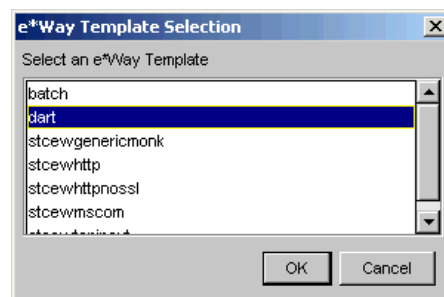 e*Way Template Selection
Select an e*Way Template
batch
dart
stcewgenericmonk
stcewhttp
stcewhttpnossl
stcewmscom
OK Cancel